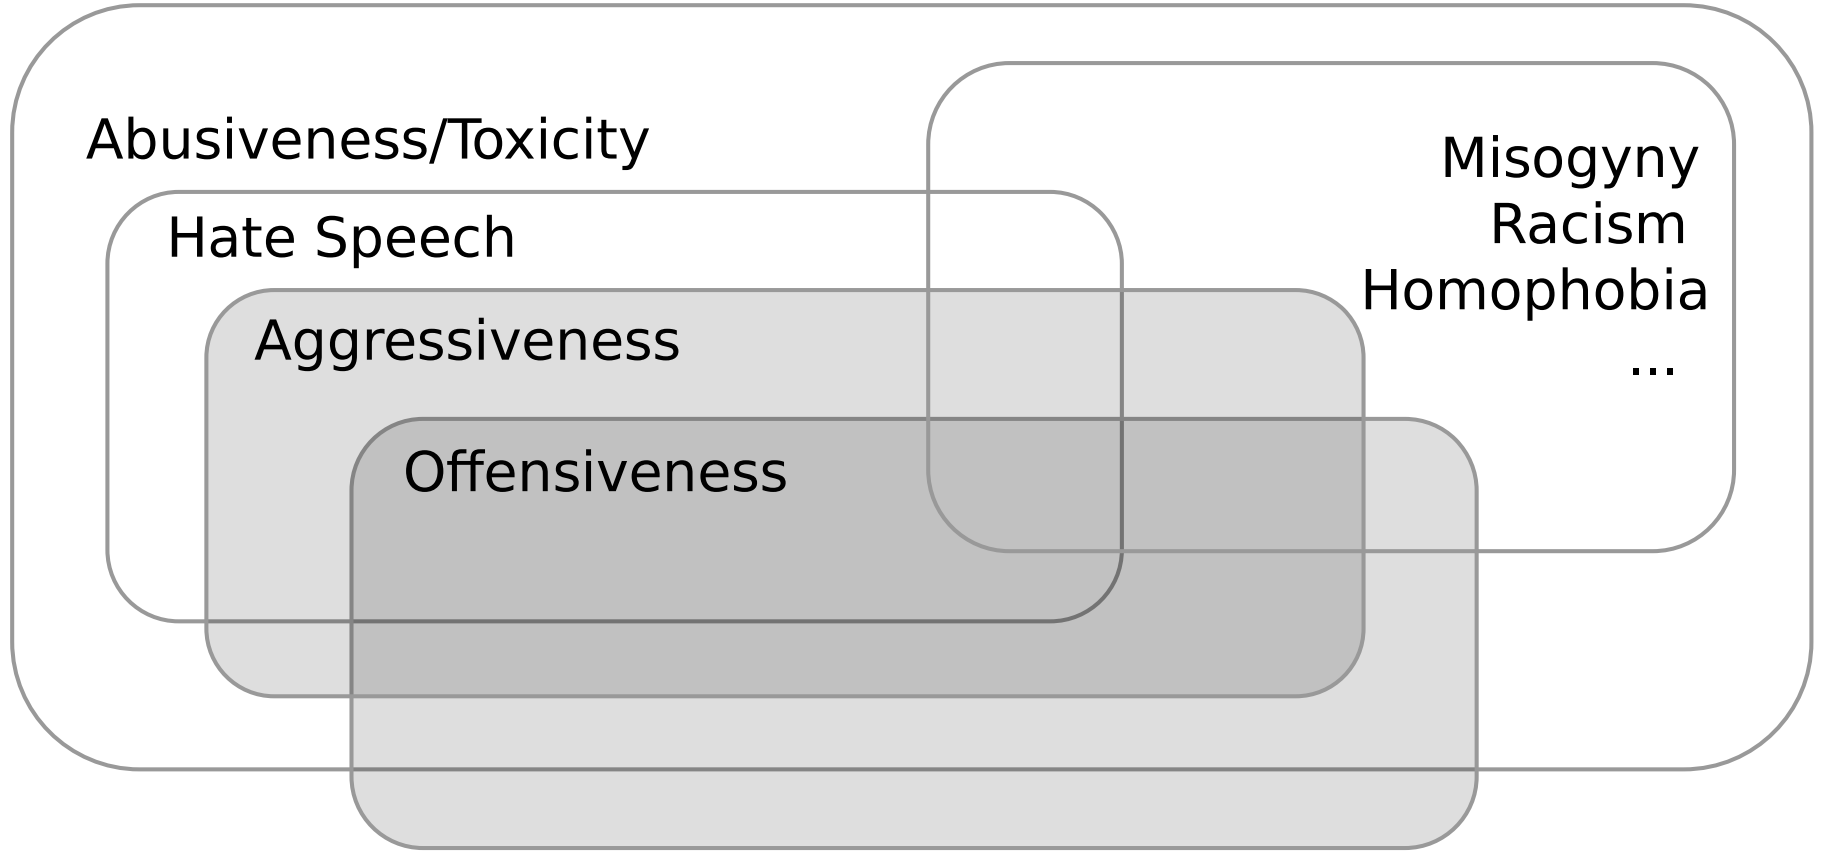 Abusiveness/Toxicity
Hate Speech
Aggressiveness
Offensiveness
Misogyny
Racism
Homophobia
...